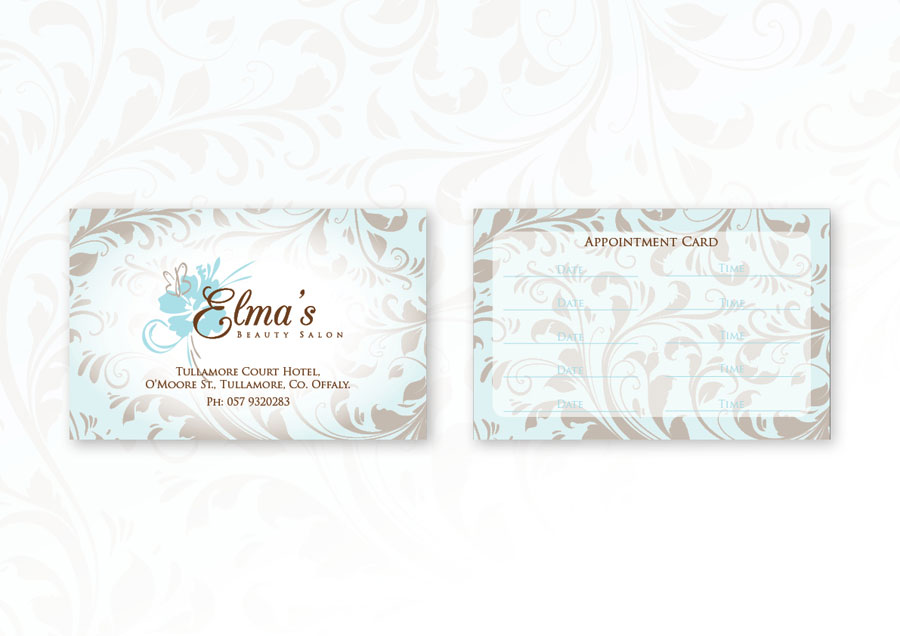 Elma's
Beauty Salon
Tullamore Court Hotel,
O'Moore St., Tullamore, Co. Offaly.
Ph: 057 9320283
Appointment Card
Date Time
Date Time
Date Time
Date Time
Date Time